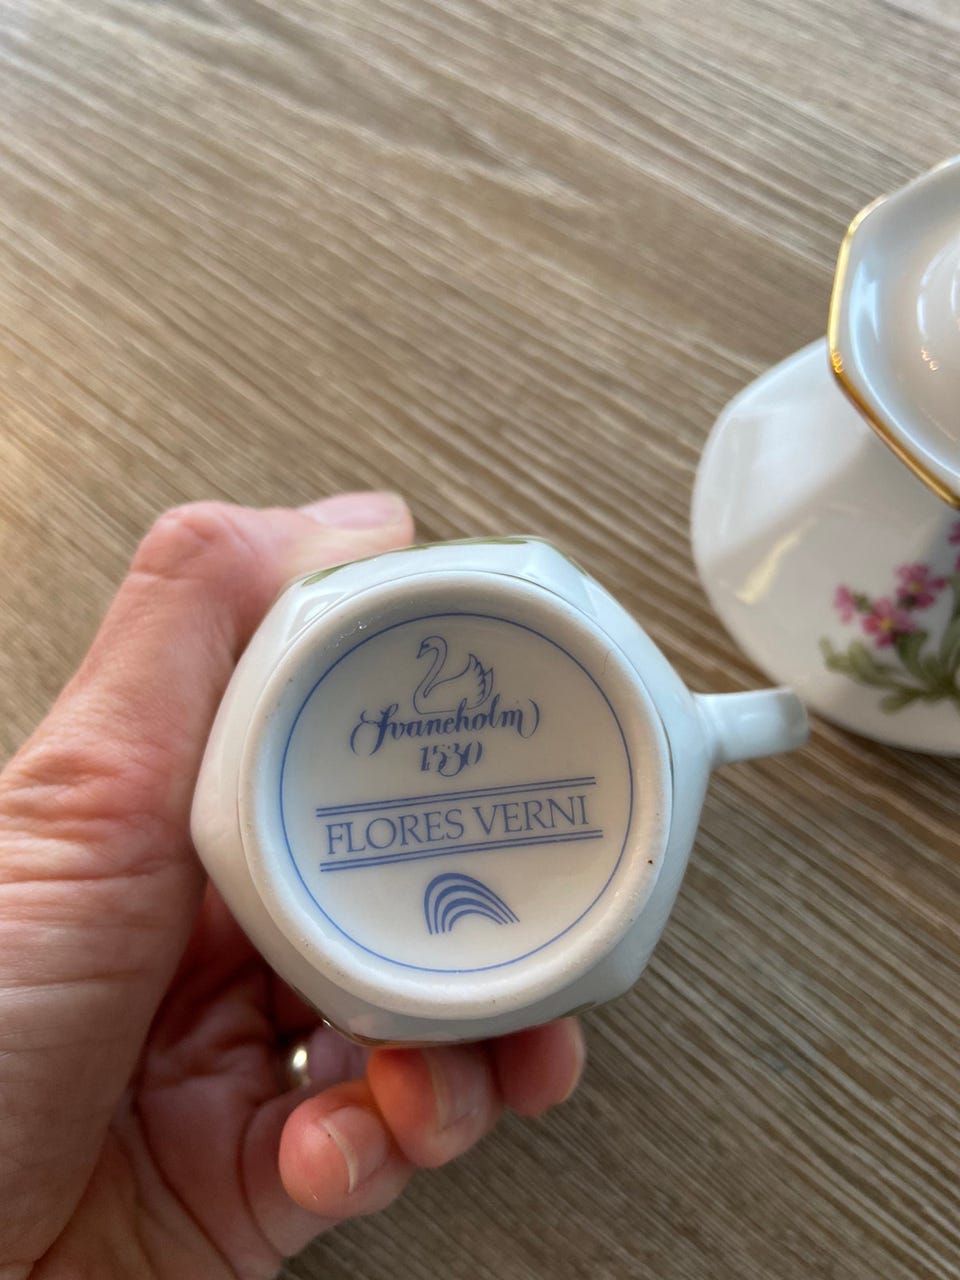 Svaneholm
1530
FLORES VERNI